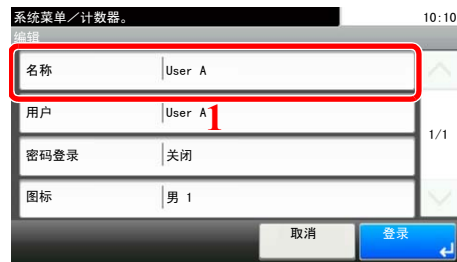 系统菜单／计数器。 10:10
编辑
名称 User A
用户 User A
1
1/1
密码登录 关闭
图标 男 1
取消 登录